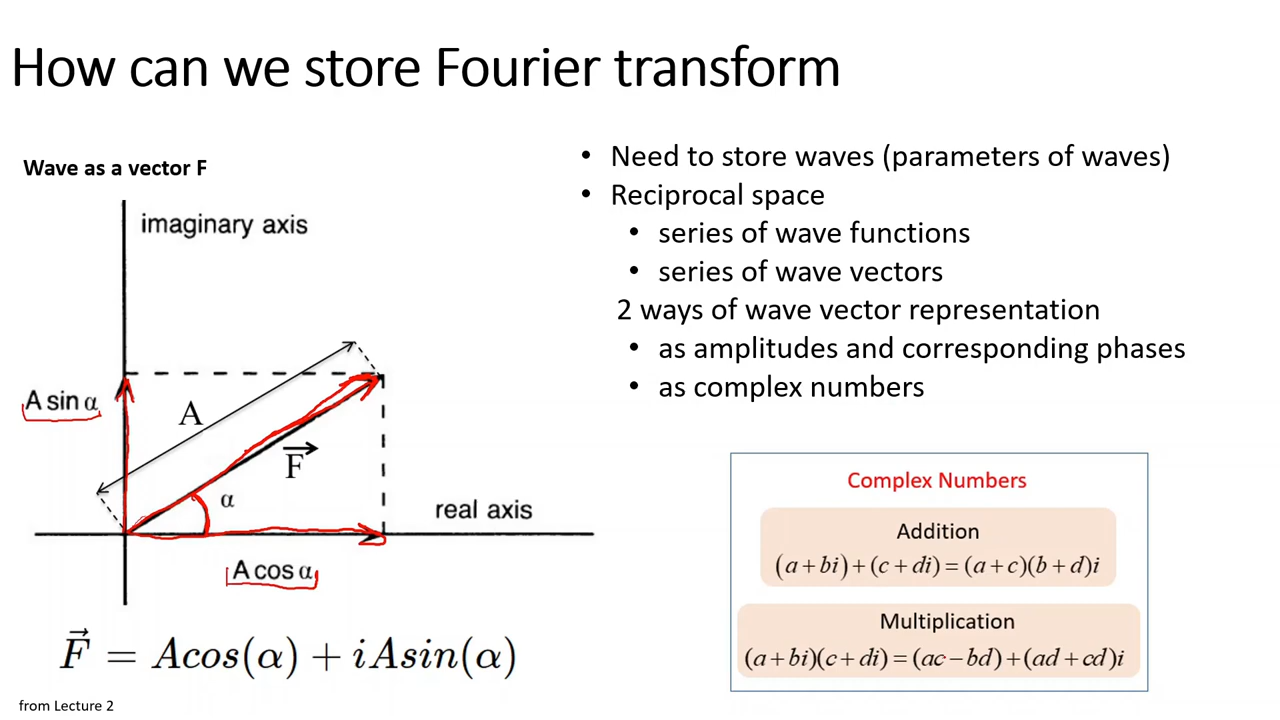 How can we store Fourier transform
Wave as a vector F
imaginary axis
A sin α
A
F
α
real axis
A cos α
F⃗ = Acos(α) + iAsin(α)
from Lecture 2
• Need to store waves (parameters of waves)
• Reciprocal space
• series of wave functions
• series of wave vectors
2 ways of wave vector representation
• as amplitudes and corresponding phases
• as complex numbers
Complex Numbers
Addition
(a+bi)+(c+di)=(a+c)(b+d)i
Multiplication
(a+bi)(c+di)=(ac−bd)+(ad+cd)i